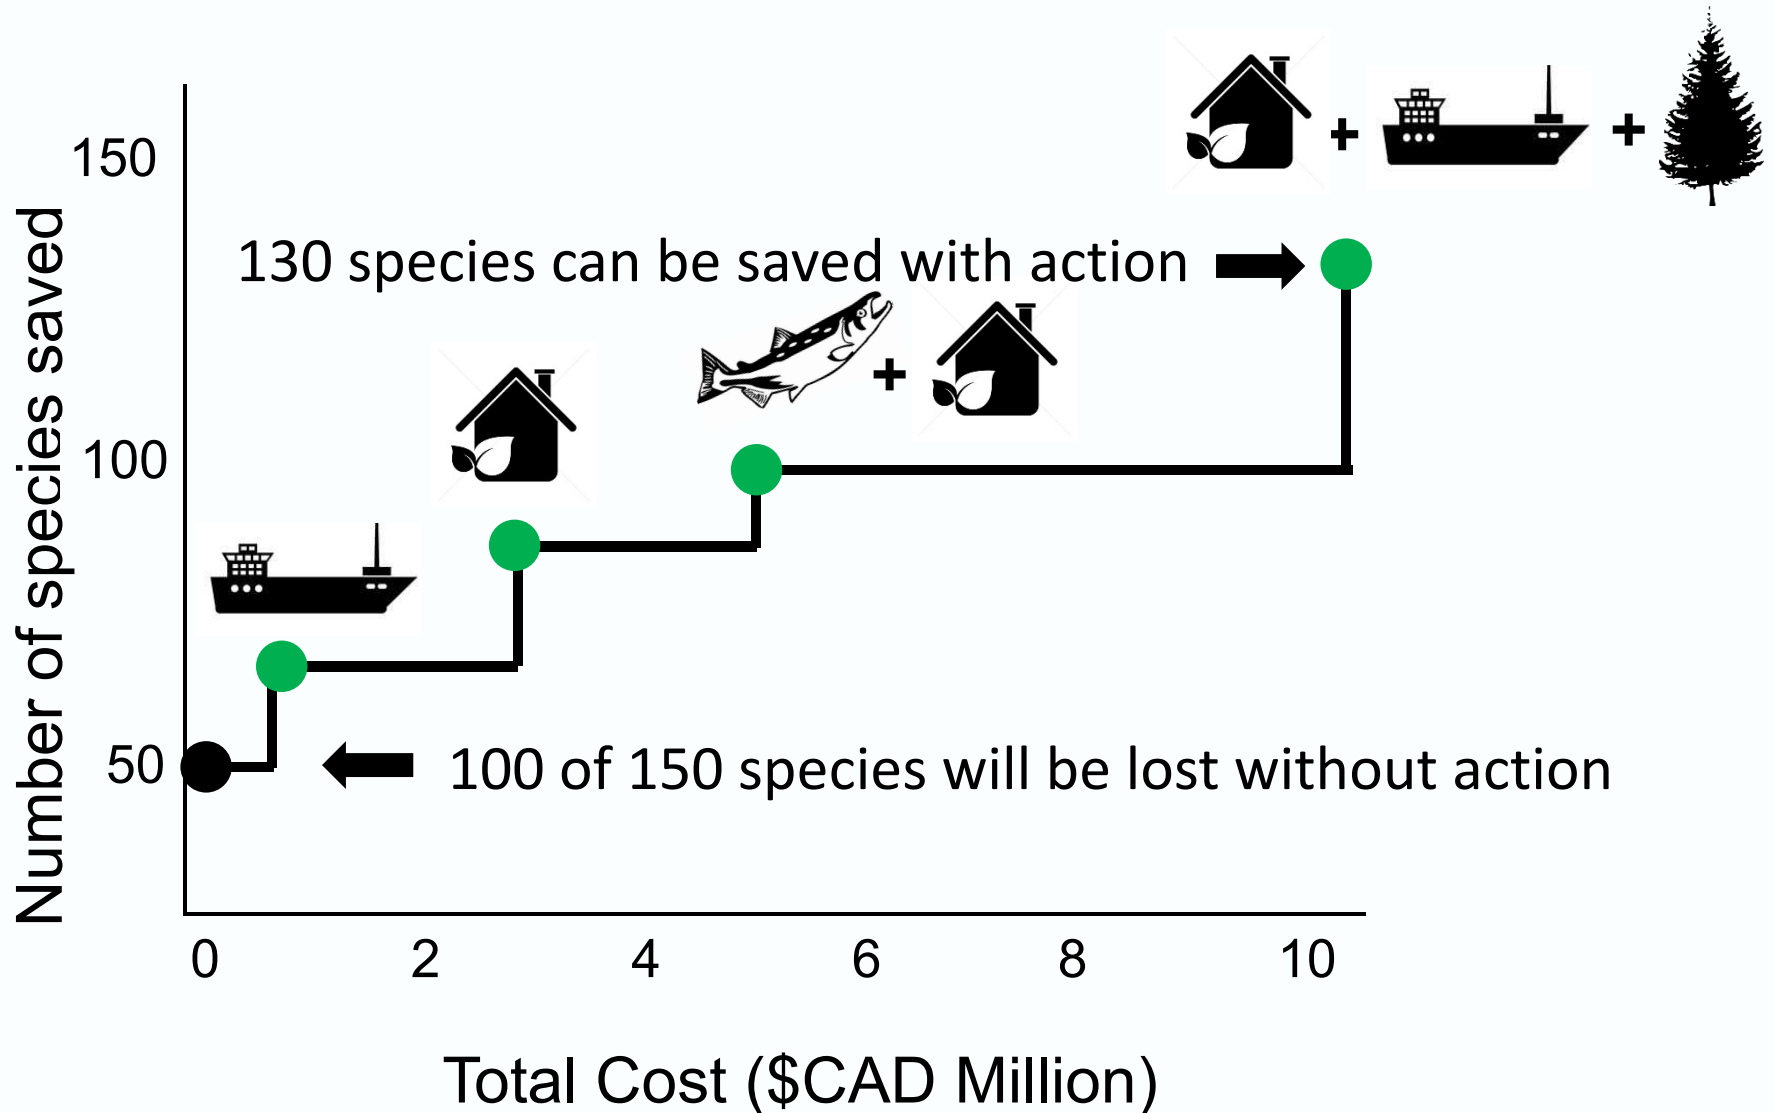 150
130 species can be saved with action
100
50
100 of 150 species will be lost without action
Number of species saved
0 2 4 6 8 10
Total Cost ($CAD Million)
+
+
+